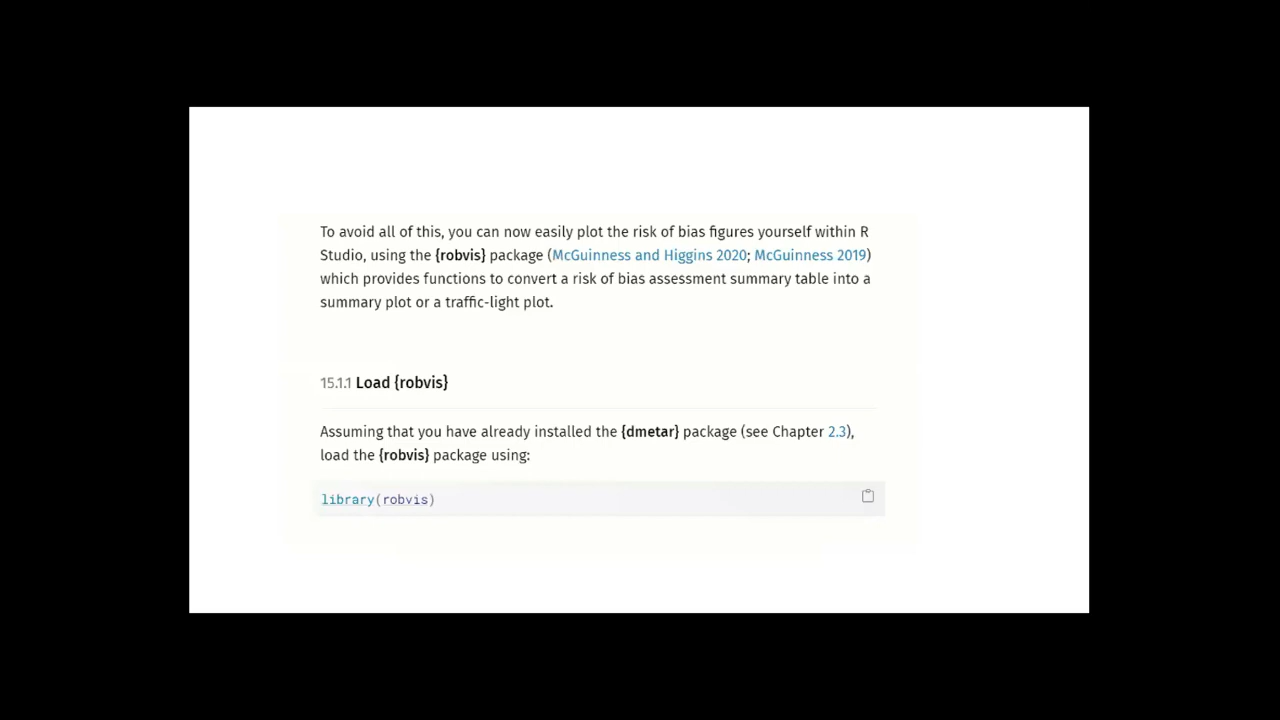 To avoid all of this, you can now easily plot the risk of bias figures yourself within R
Studio, using the {robvis} package (McGuinness and Higgins 2020; McGuinness 2019)
which provides functions to convert a risk of bias assessment summary table into a
summary plot or a traffic-light plot.
15.1.1 Load {robvis}
Assuming that you have already installed the {dmetar} package (see Chapter 2.3),
load the {robvis} package using:
library(robvis)